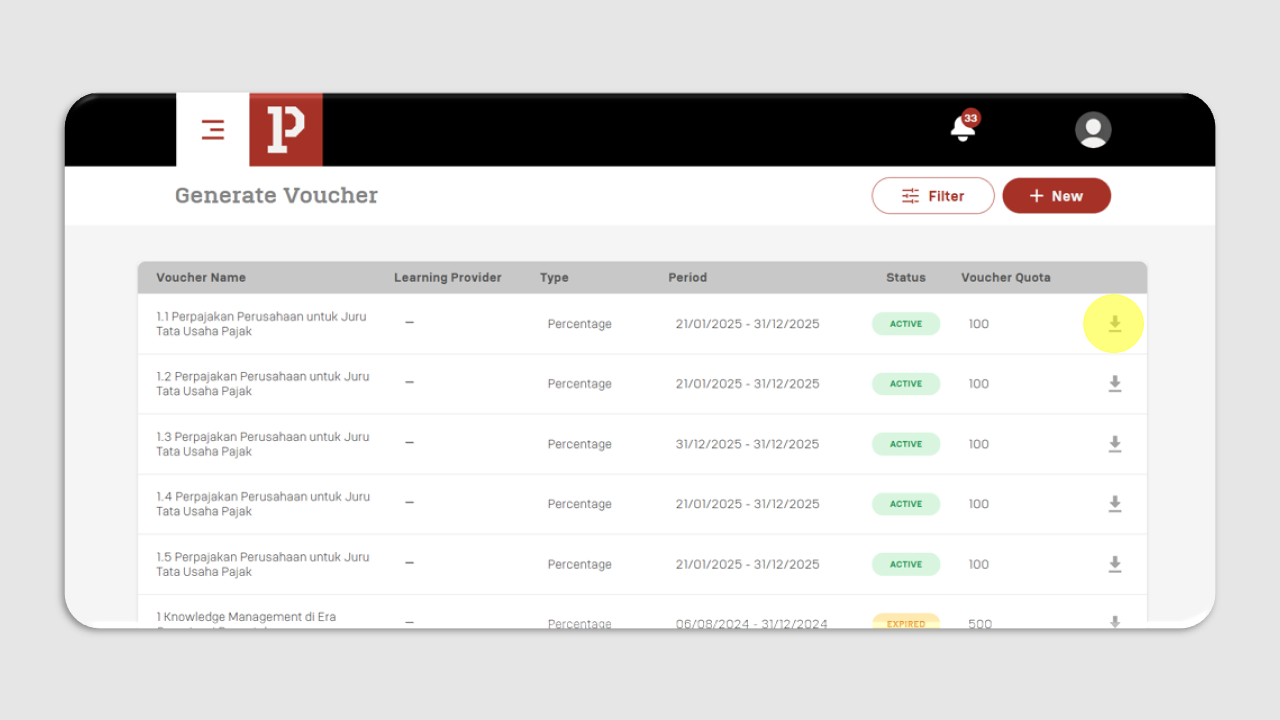 P
33
Generate Voucher
Filter
+ New
Voucher Name Learning Provider Type Period Status Voucher Quota
1.1 Perpajakan Perusahaan untuk Juru
Tata Usaha Pajak
– Percentage 21/01/2025 - 31/12/2025 ACTIVE 100
1.2 Perpajakan Perusahaan untuk Juru
Tata Usaha Pajak
– Percentage 21/01/2025 - 31/12/2025 ACTIVE 100
1.3 Perpajakan Perusahaan untuk Juru
Tata Usaha Pajak
– Percentage 31/12/2025 - 31/12/2025 ACTIVE 100
1.4 Perpajakan Perusahaan untuk Juru
Tata Usaha Pajak
– Percentage 21/01/2025 - 31/12/2025 ACTIVE 100
1.5 Perpajakan Perusahaan untuk Juru
Tata Usaha Pajak
– Percentage 21/01/2025 - 31/12/2025 ACTIVE 100
1 Knowledge Management di Era
– Percentage 06/08/2024 - 31/12/2024 EXPIRED 500